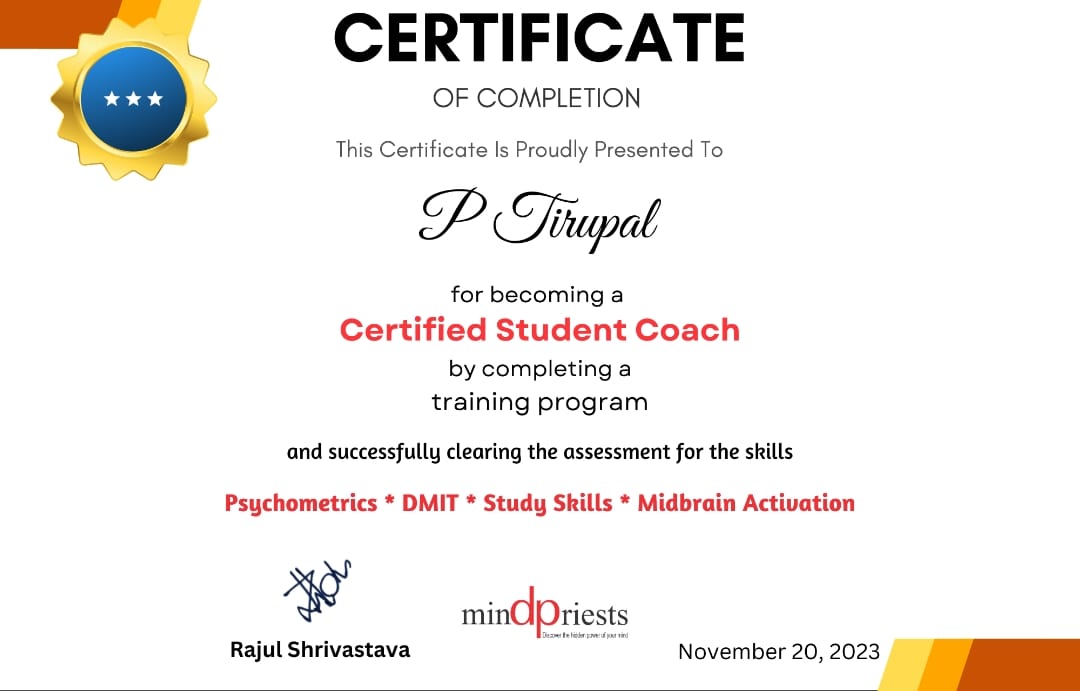 CERTIFICATE
OF COMPLETION
This Certificate Is Proudly Presented To
P Tirupal
for becoming a
Certified Student Coach
by completing a
training program
and successfully clearing the assessment for the skills
Psychometrics * DMIT * Study Skills * Midbrain Activation
mindpriests
Discover the hidden power of your mind
Rajul Shrivastava
November 20, 2023